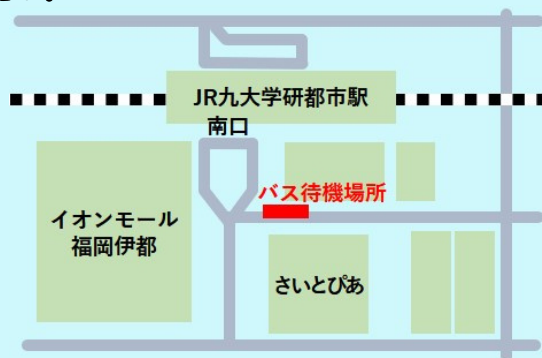 JR九大学研都市駅
南口
バス待機場所
イオンモール
福岡伊都
さいとぴあ